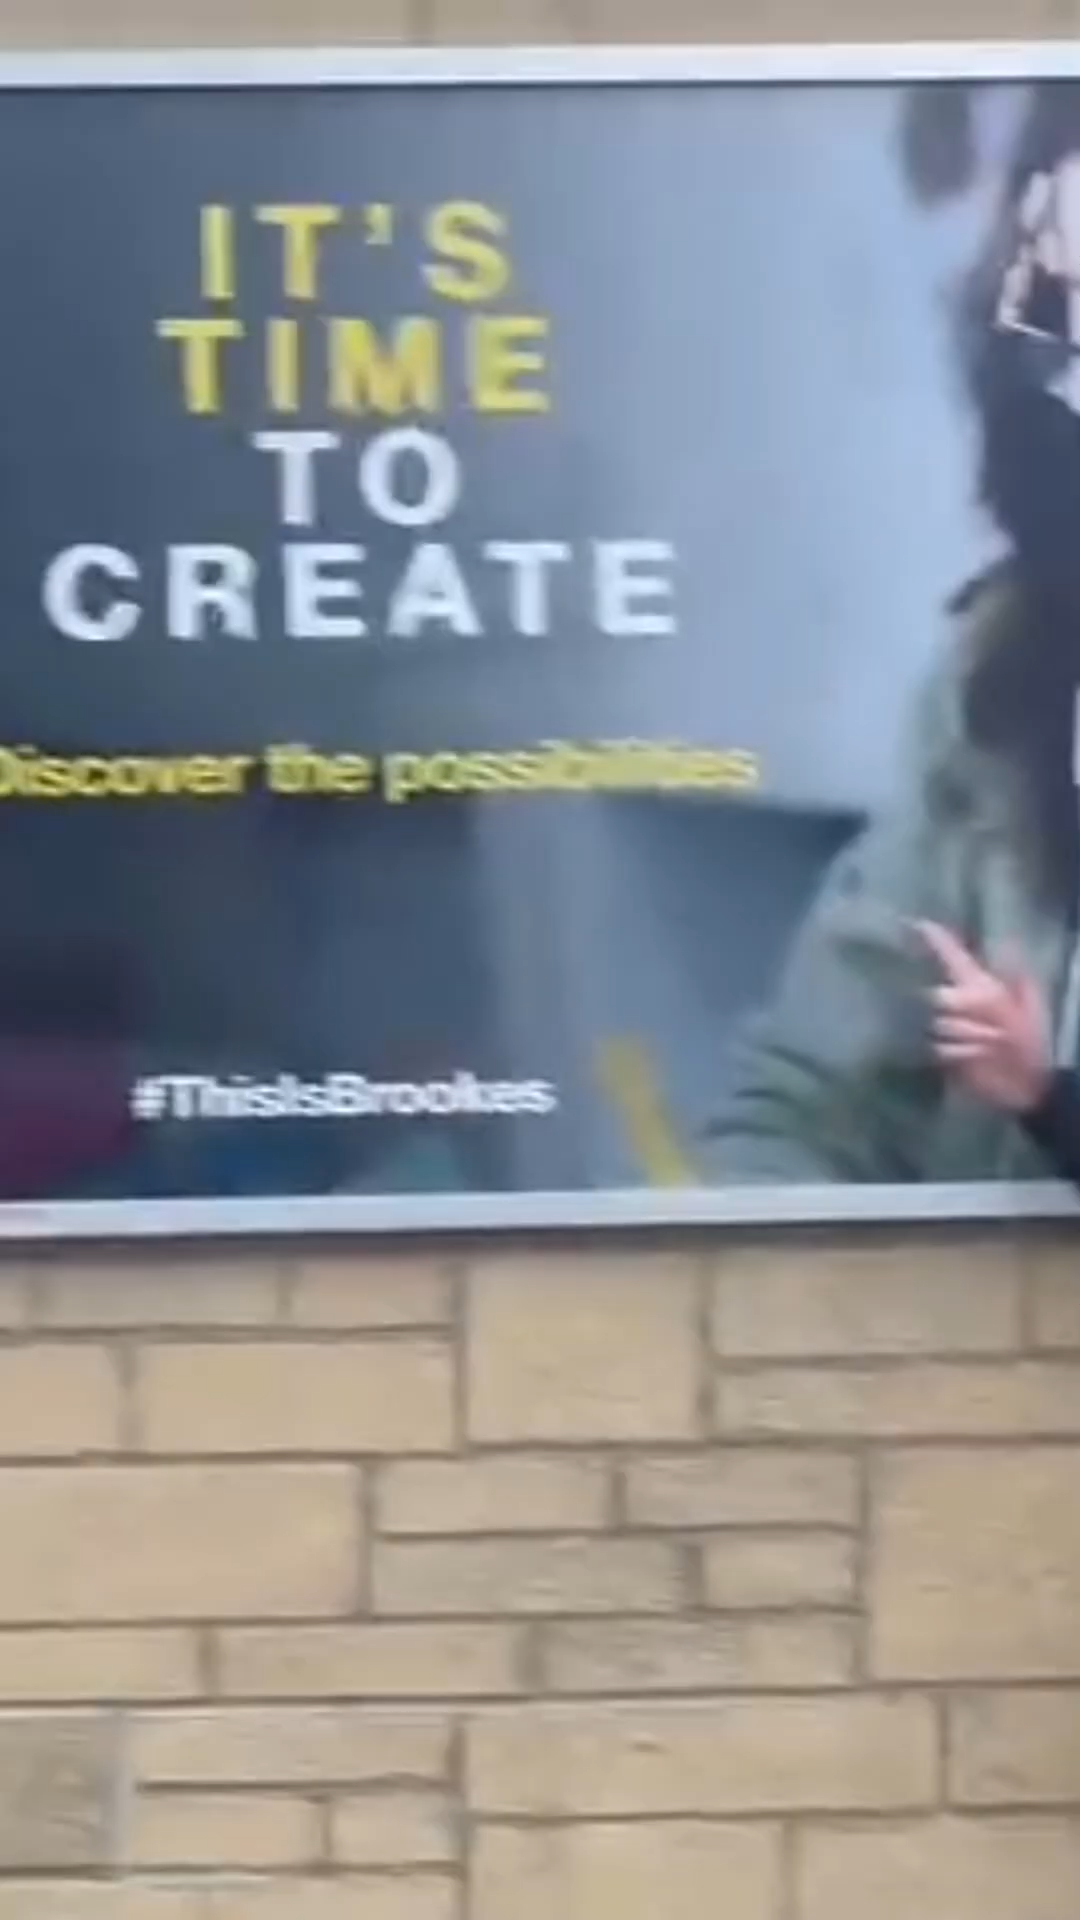 IT'S
TIME
TO
CREATE
Discover the possibilities
#ThisIsBrookes